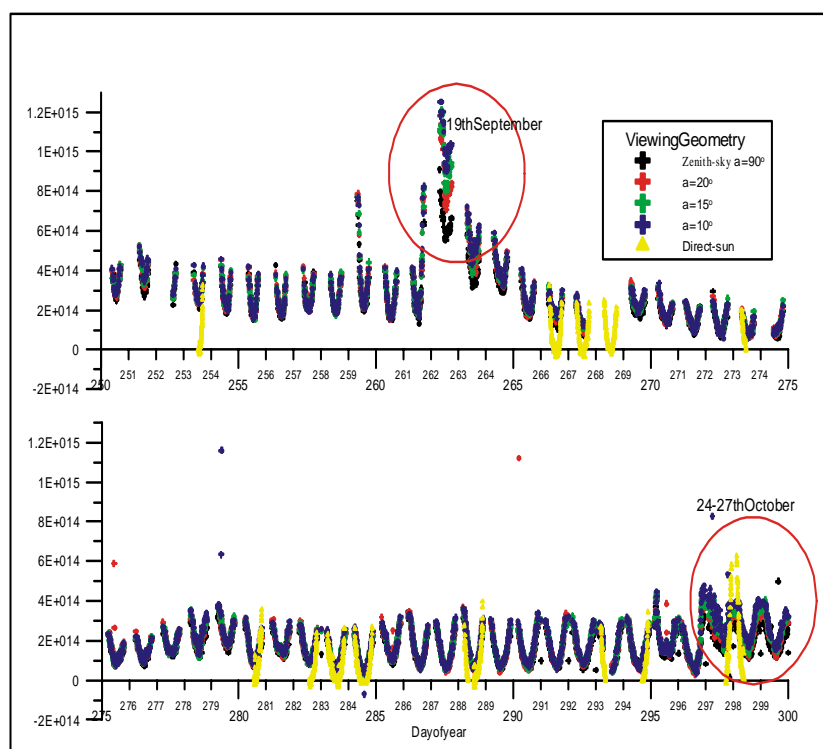 1.2E+015
1E+015
8E+014
6E+014
4E+014
2E+014
0
-2E+014
19thSeptember
ViewingGeometry
Zenith-sky a=90º
a=20º
a=15º
a=10º
Direct-sun
250 251 252 253 254 255 256 257 258 259 260 261 262 263 264 265 266 267 268 269 270 271 272 273 274 275
1.2E+015
1E+015
8E+014
6E+014
4E+014
2E+014
0
-2E+014
24-27thOctober
275 276 277 278 279 280 281 282 283 284 285 286 287 288 289 290 291 292 293 294 295 296 297 298 299 300
Dayofyear